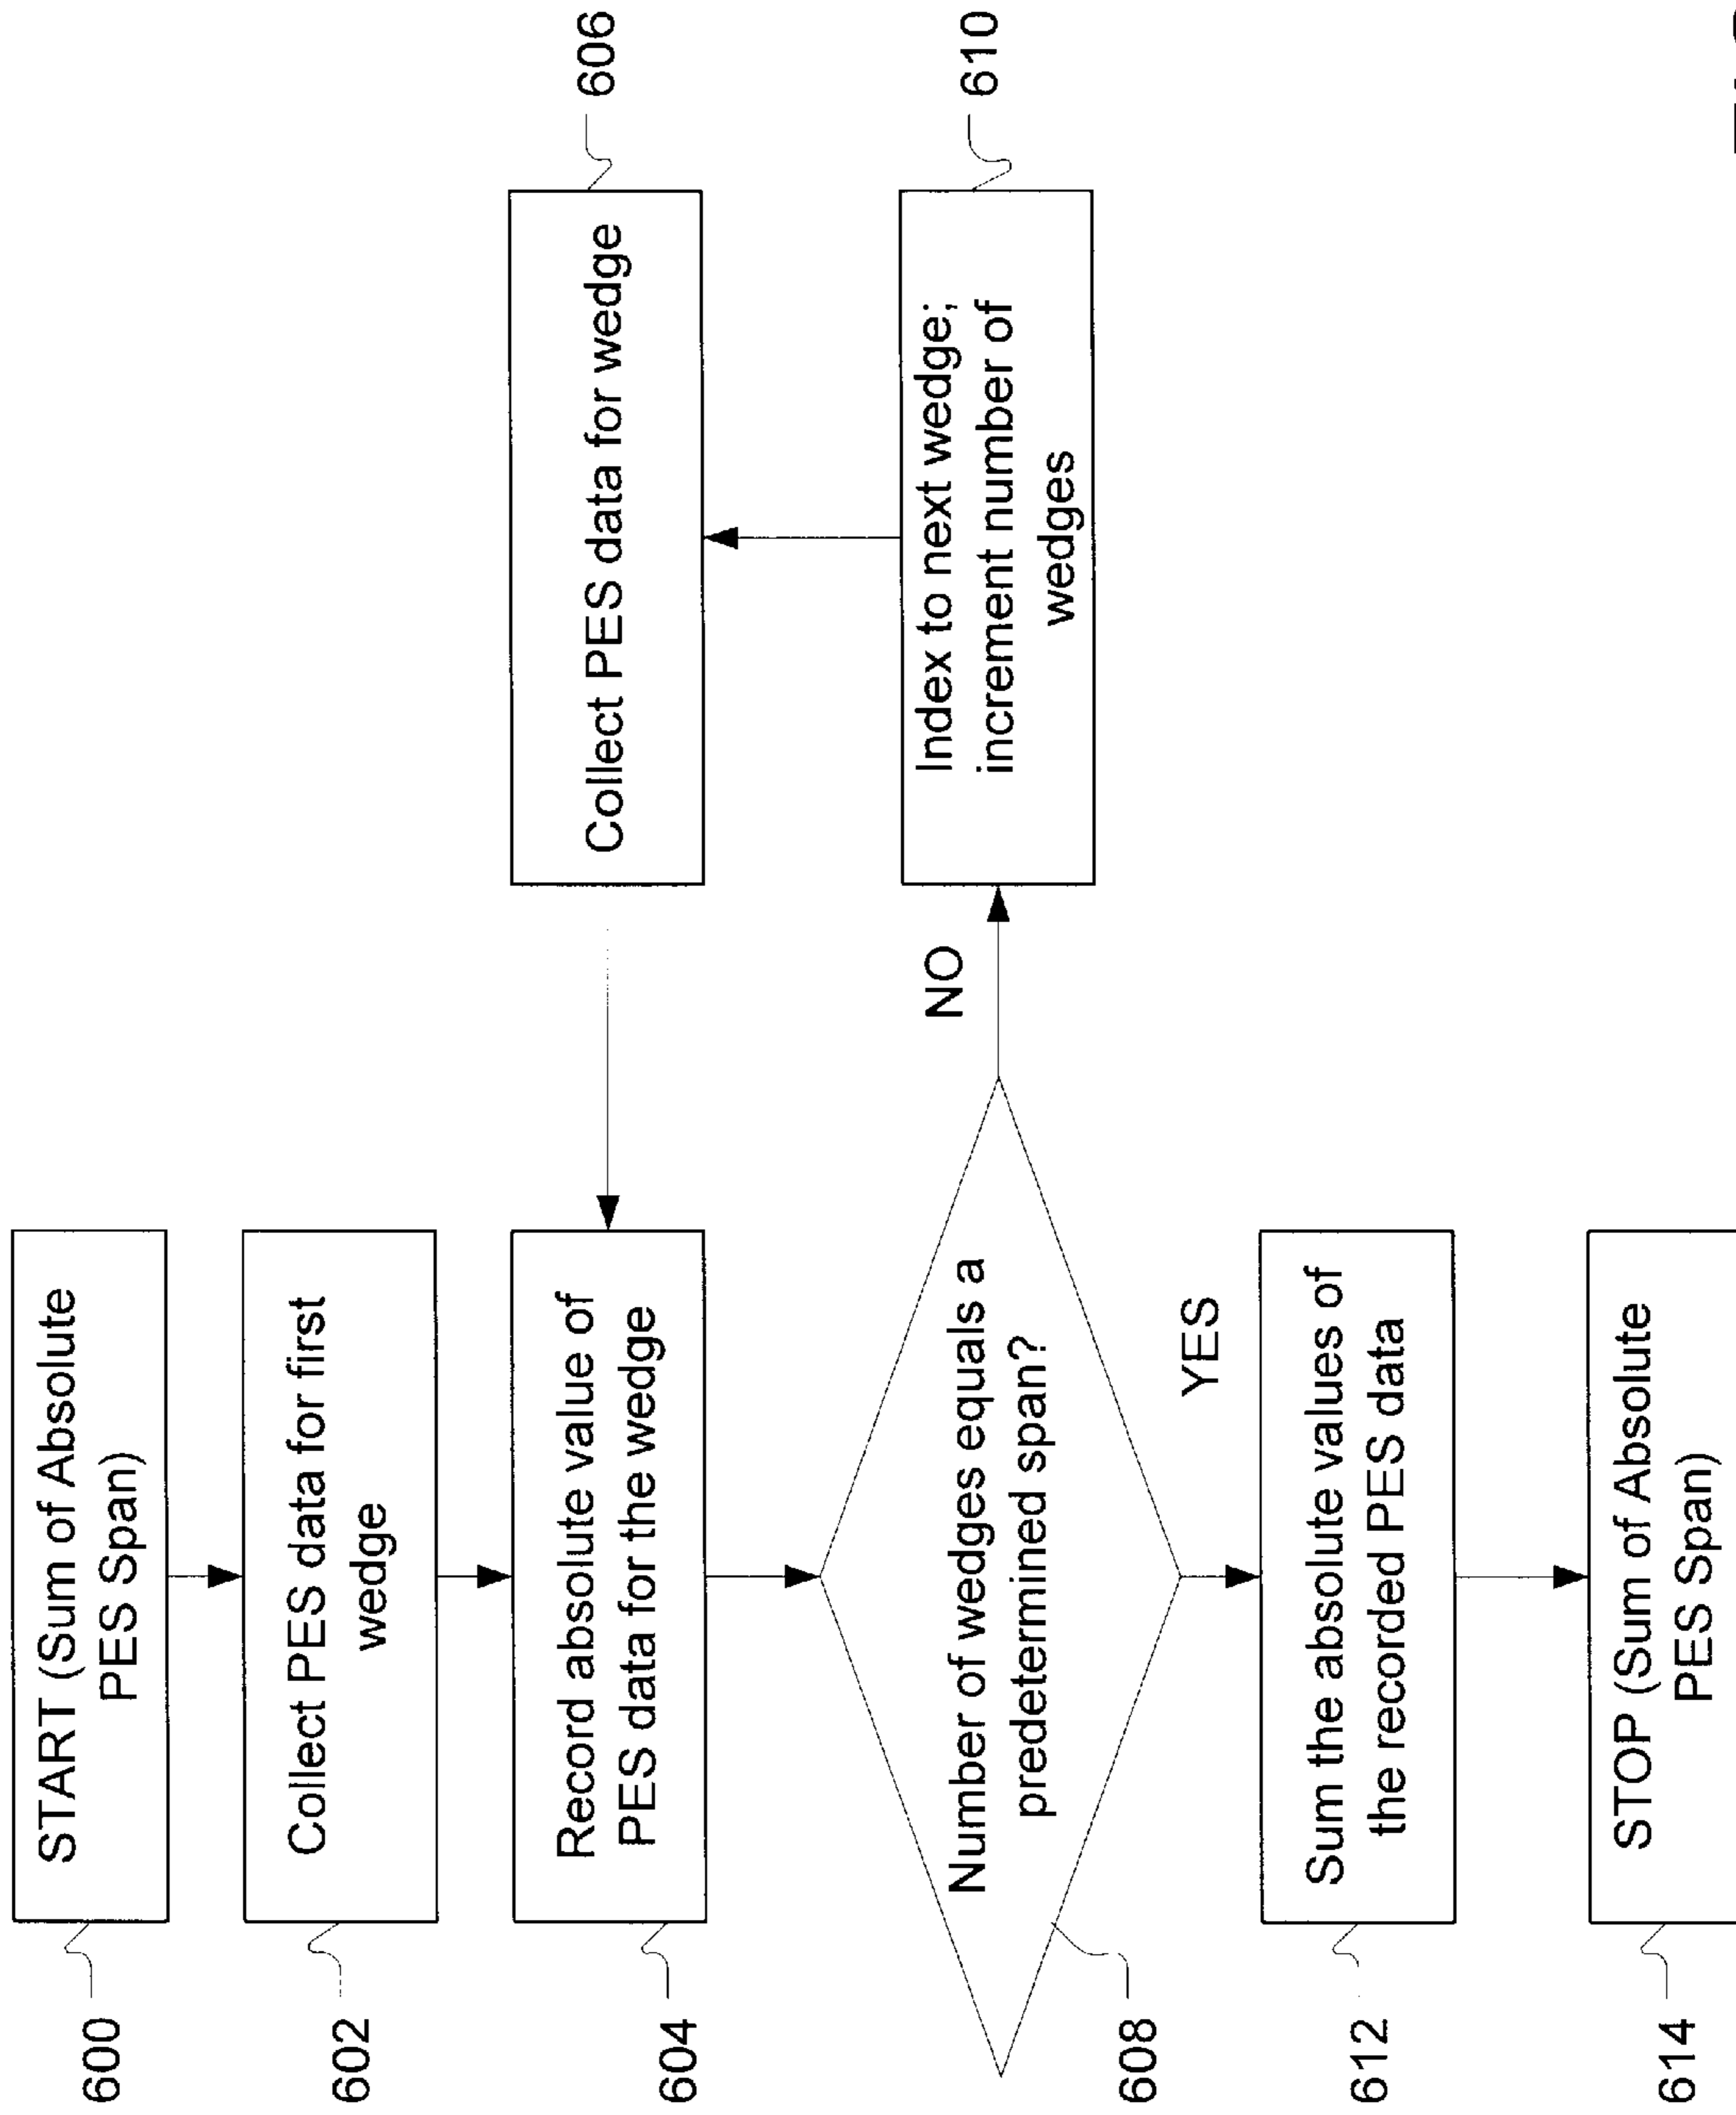 600
START (Sum of Absolute
PES Span)
602
Collect PES data for first
wedge
604
Record absolute value of
PES data for the wedge
606
Collect PES data for wedge
608
Number of wedges equals a
predetermined span?
NO
610
Index to next wedge;
increment number of
wedges
YES
612
Sum the absolute values of
the recorded PES data
614
STOP (Sum of Absolute
PES Span)